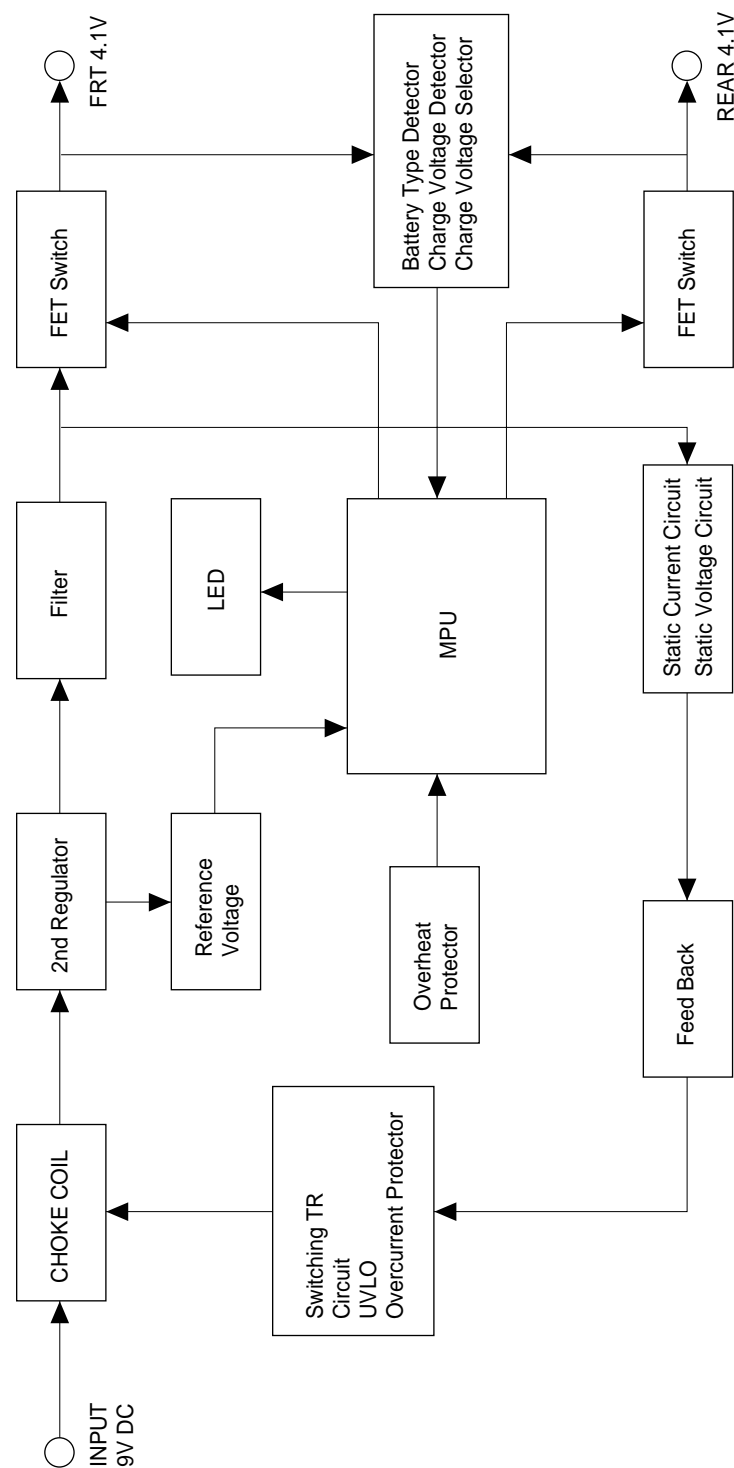 INPUT
9V DC
CHOKE COIL
2nd Regulator
Filter
FET Switch
FRT 4.1V
Reference
Voltage
LED
Switching TR
Circuit
UVLO
Overcurrent Protector
Overheat
Protector
MPU
Battery Type Detector
Charge Voltage Detector
Charge Voltage Selector
Feed Back
Static Current Circuit
Static Voltage Circuit
FET Switch
REAR 4.1V